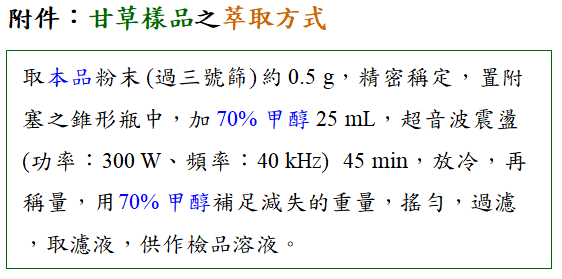 附件：甘草樣品之萃取方式
取本品粉末 (過三號篩) 約 0.5 g，精密稱定，置附
塞之錐形瓶中，加 70% 甲醇 25 mL，超音波震盪
(功率：300 W、頻率：40 kHz) 45 min，放冷，再
稱量，用 70% 甲醇補足減失的重量，搖勻，過濾
，取濾液，供作檢品溶液。